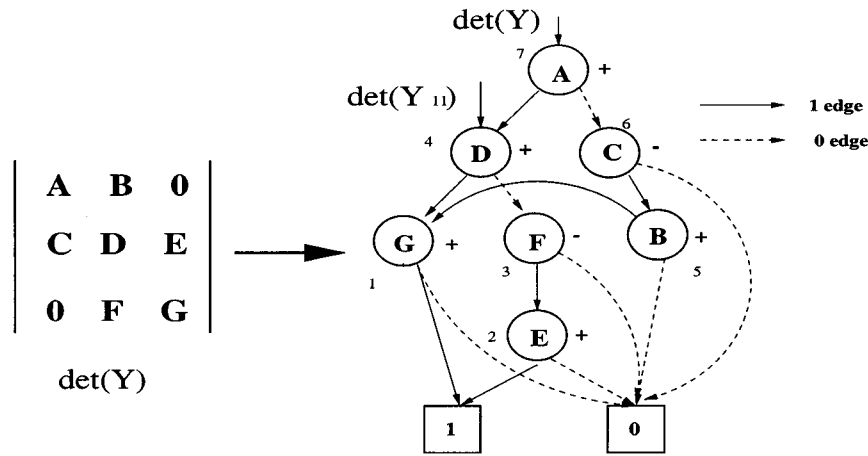 det(Y)
7
A +
det(Y 11)
6
1 edge
4
D +
C -
0 edge
A B 0
C D E
0 F G
G +
F -
B +
1
3
5
2
E +
det(Y)
1
0